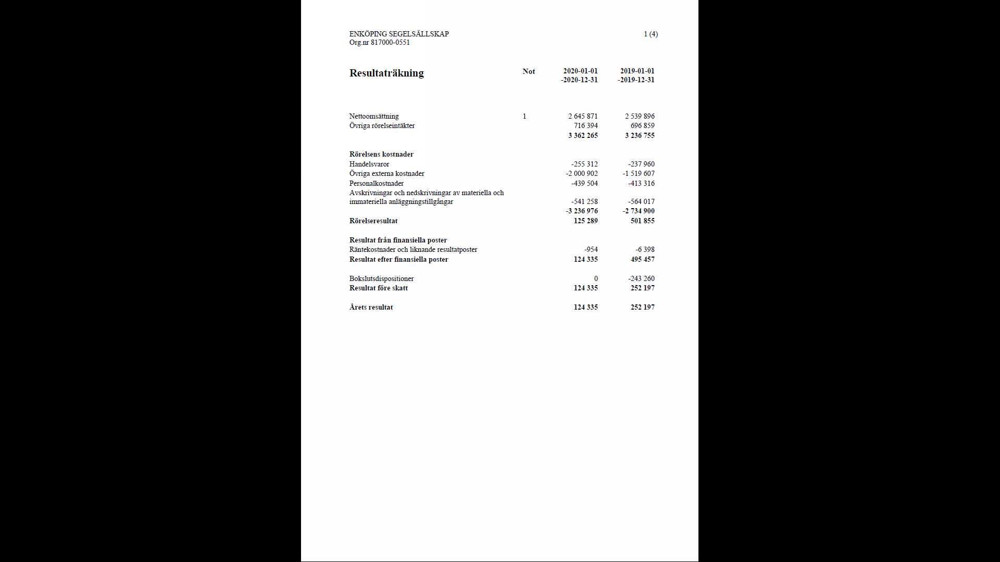 ENKÖPING SEGELSÄLLSKAP 1 (4)
Org.nr 817000-0551
Resultaträkning Not 2020-01-01 2019-01-01
-2020-12-31 -2019-12-31
Nettoomsättning 1 2 645 871 2 539 896
Övriga rörelseintäkter 716 394 696 859
3 362 265 3 236 755
Rörelsens kostnader
Handelsvaror -255 312 -237 960
Övriga externa kostnader -2 000 902 -1 519 607
Personalkostnader -439 504 -413 316
Avskrivningar och nedskrivningar av materiella och
immateriella anläggningstillgångar -541 258 -564 017
-3 236 976 -2 734 900
Rörelseresultat 125 289 501 855
Resultat från finansiella poster
Räntekostnader och liknande resultatposter -954 -6 398
Resultat efter finansiella poster 124 335 495 457
Bokslutsdispositioner 0 -243 260
Resultat före skatt 124 335 252 197
Årets resultat 124 335 252 197